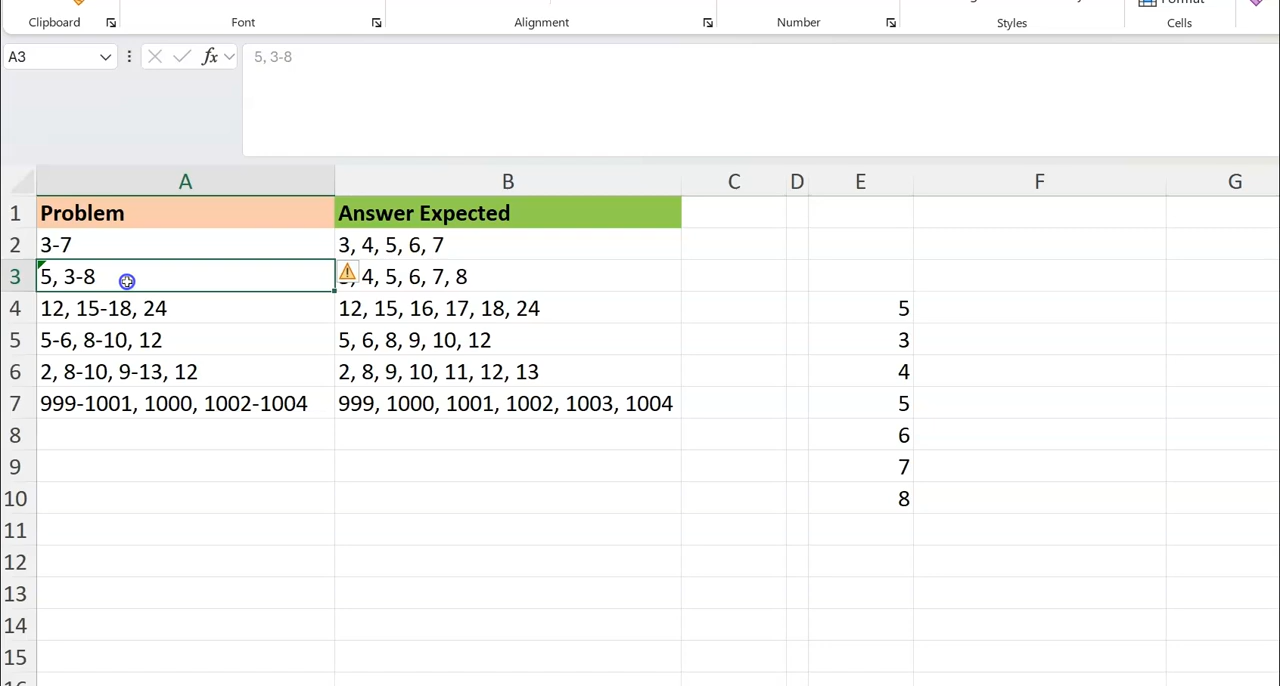 Clipboard Font Alignment Number Styles Cells
A3 fx 5, 3-8
A B C D E F G
1 Problem Answer Expected
2 3-7 3, 4, 5, 6, 7
3 5, 3-8 4, 5, 6, 7, 8
4 12, 15-18, 24 12, 15, 16, 17, 18, 24 5
5 5-6, 8-10, 12 5, 6, 8, 9, 10, 12 3
6 2, 8-10, 9-13, 12 2, 8, 9, 10, 11, 12, 13 4
7 999-1001, 1000, 1002-1004 999, 1000, 1001, 1002, 1003, 1004 5
8 6
9 7
10 8
11
12
13
14
15